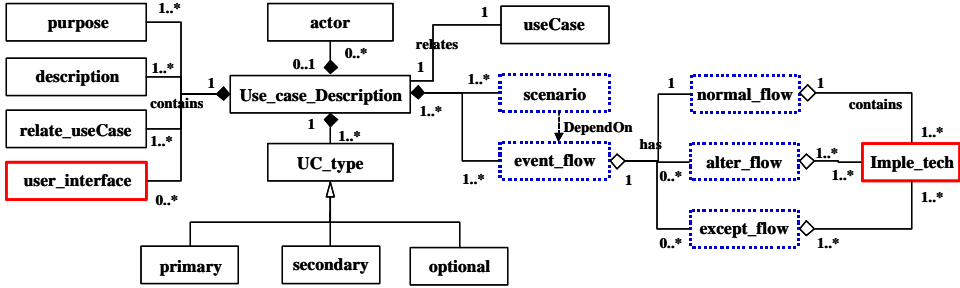 1..*
purpose
actor
1
useCase
relates
0..*
0..1
1
description
1..*
1
contains
Use_case_Description
1..*
1..*
scenario
1
normal_flow
1
contains
relate_useCase
1..*
1
1..*
DependOn
has
1..*
user_interface
0..*
UC_type
1..*
event_flow
1
0..*
alter_flow
1..*
1..*
Imple_tech
1..*
0..*
except_flow
1..*
primary
secondary
optional